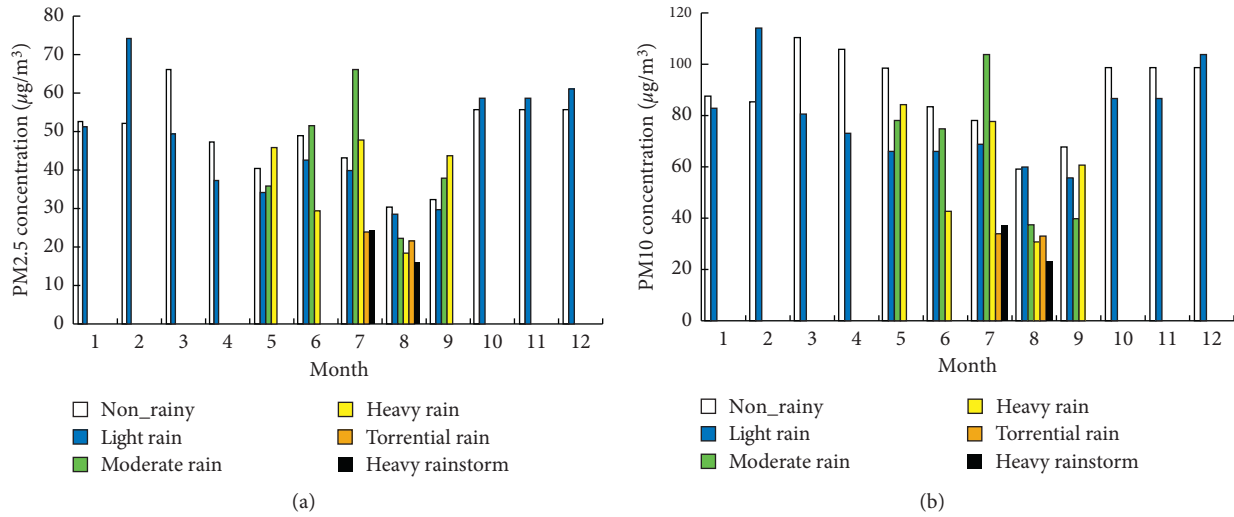 80
70
60
50
40
30
20
10
0
PM2.5 concentration (μg/m³)
1 2 3 4 5 6 7 8 9 10 11 12
Month
Non_rainy
Light rain
Moderate rain
Heavy rain
Torrential rain
Heavy rainstorm
(a)
120
100
80
60
40
20
0
PM10 concentration (μg/m³)
1 2 3 4 5 6 7 8 9 10 11 12
Month
Non_rainy
Light rain
Moderate rain
Heavy rain
Torrential rain
Heavy rainstorm
(b)